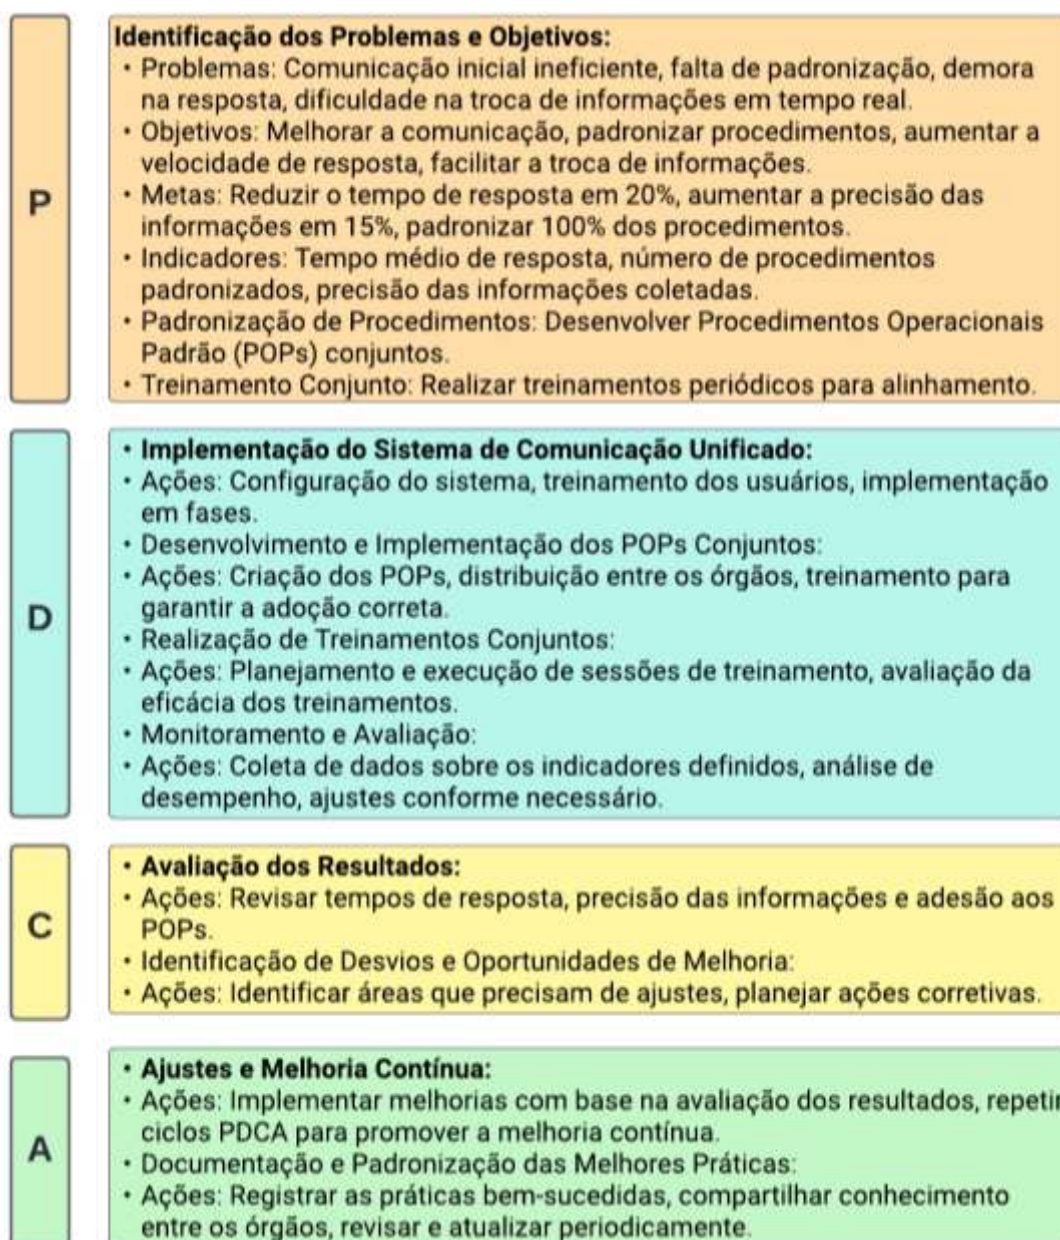 P
Identificação dos Problemas e Objetivos:
• Problemas: Comunicação inicial ineficiente, falta de padronização, demora
na resposta, dificuldade na troca de informações em tempo real.
• Objetivos: Melhorar a comunicação, padronizar procedimentos, aumentar a
velocidade de resposta, facilitar a troca de informações.
• Metas: Reduzir o tempo de resposta em 20%, aumentar a precisão das
informações em 15%, padronizar 100% dos procedimentos.
• Indicadores: Tempo médio de resposta, número de procedimentos
padronizados, precisão das informações coletadas.
• Padronização de Procedimentos: Desenvolver Procedimentos Operacionais
Padrão (POPs) conjuntos.
• Treinamento Conjunto: Realizar treinamentos periódicos para alinhamento.
D
• Implementação do Sistema de Comunicação Unificado:
• Ações: Configuração do sistema, treinamento dos usuários, implementação
em fases.
• Desenvolvimento e Implementação dos POPs Conjuntos:
• Ações: Criação dos POPs, distribuição entre os órgãos, treinamento para
garantir a adoção correta.
• Realização de Treinamentos Conjuntos:
• Ações: Planejamento e execução de sessões de treinamento, avaliação da
eficácia dos treinamentos.
• Monitoramento e Avaliação:
• Ações: Coleta de dados sobre os indicadores definidos, análise de
desempenho, ajustes conforme necessário.
C
• Avaliação dos Resultados:
• Ações: Revisar tempos de resposta, precisão das informações e adesão aos
POPs.
• Identificação de Desvios e Oportunidades de Melhoria:
• Ações: Identificar áreas que precisam de ajustes, planejar ações corretivas.
A
• Ajustes e Melhoria Contínua:
• Ações: Implementar melhorias com base na avaliação dos resultados, repetir
ciclos PDCA para promover a melhoria contínua.
• Documentação e Padronização das Melhores Práticas:
• Ações: Registrar as práticas bem-sucedidas, compartilhar conhecimento
entre os órgãos, revisar e atualizar periodicamente.